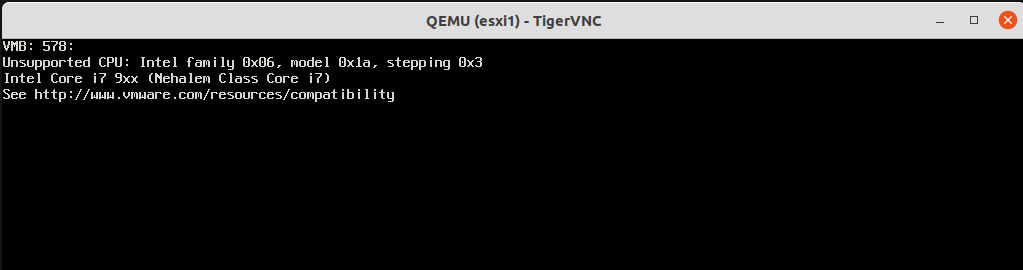 QEMU (esxi1) - TigerVNC
VMB: 578:
Unsupported CPU: Intel family 0x06, model 0x1a, stepping 0x3
Intel Core i7 9xx (Nehalem Class Core i7)
See http://www.vmware.com/resources/compatibility